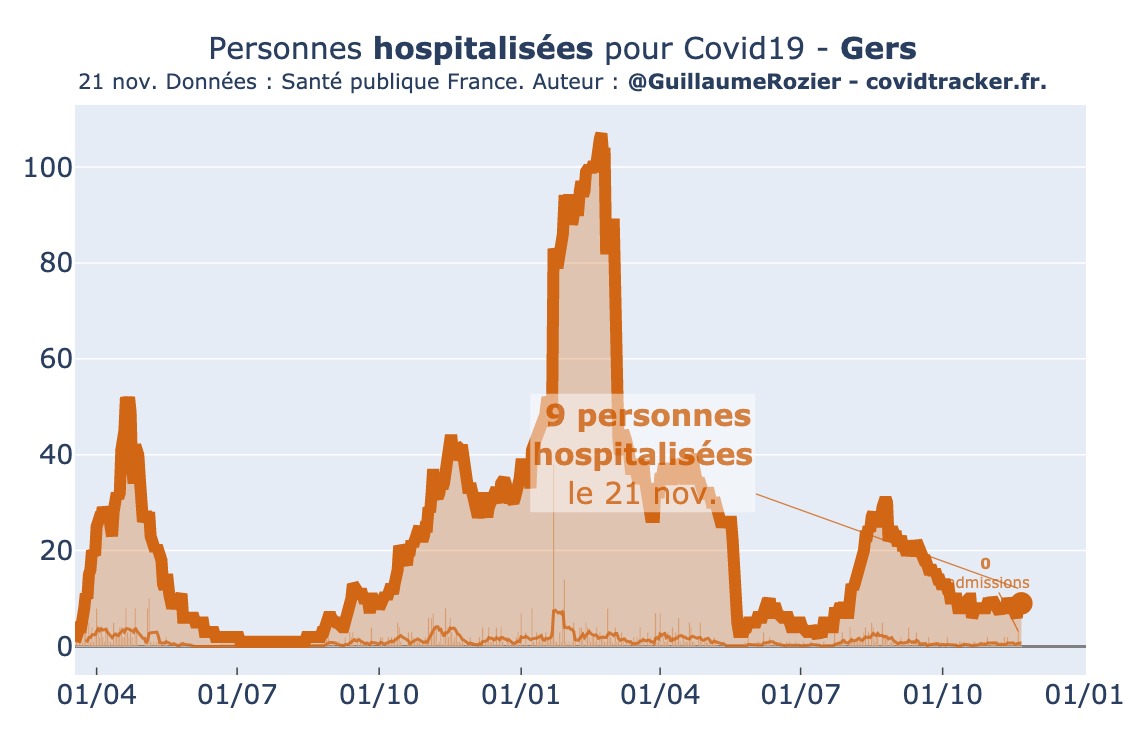 Personnes hospitalisées pour Covid19 - Gers
21 nov. Données : Santé publique France. Auteur : @GuillaumeRozier - covidtracker.fr.
100
80
60
40
20
0
9 personnes
hospitalisées
le 21 nov.
0
admissions
01/04
01/07
01/10
01/01
01/04
01/07
01/10
01/01